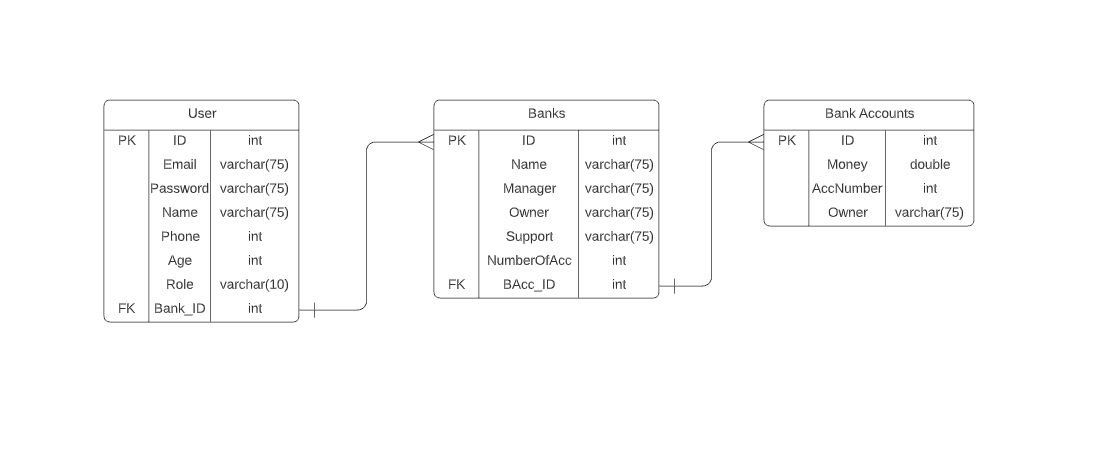 User
PK ID int
Email varchar(75)
Password varchar(75)
Name varchar(75)
Phone int
Age int
Role varchar(10)
FK Bank_ID int
Banks
PK ID int
Name varchar(75)
Manager varchar(75)
Owner varchar(75)
Support varchar(75)
NumberOfAcc int
FK BAcc_ID int
Bank Accounts
PK ID int
Money double
AccNumber int
Owner varchar(75)